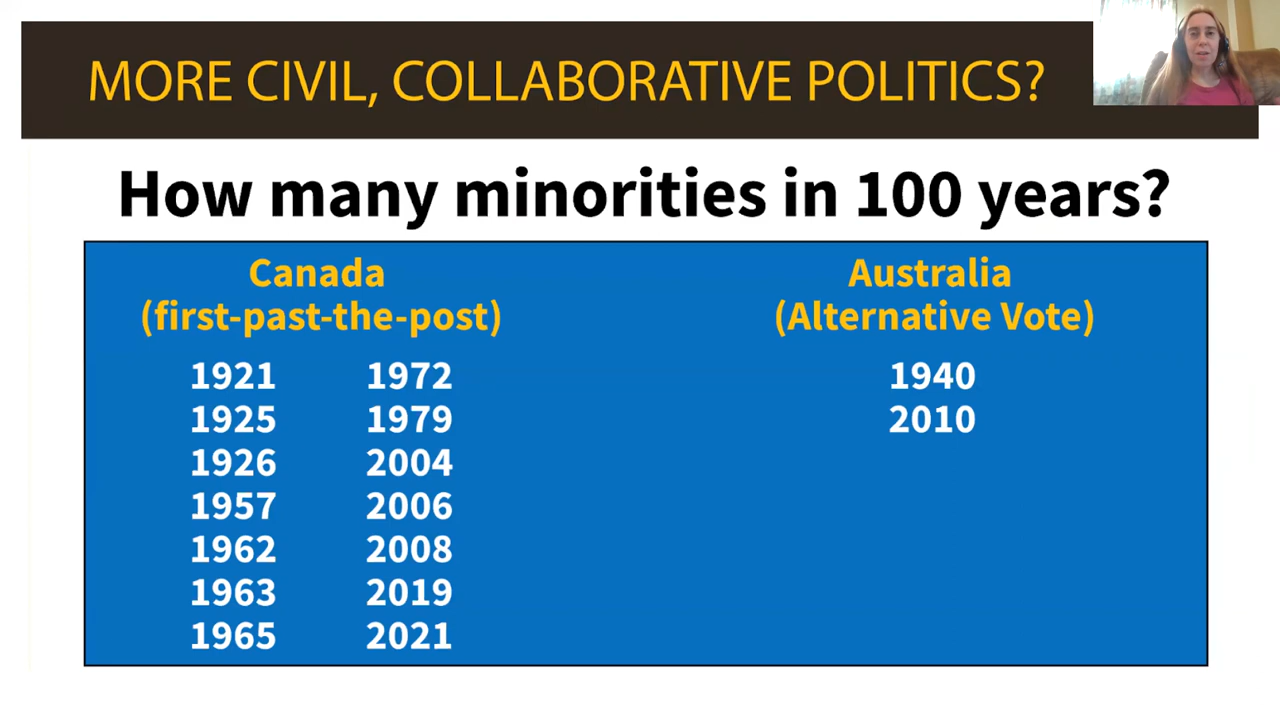 MORE CIVIL, COLLABORATIVE POLITICS?
How many minorities in 100 years?
Canada
(first-past-the-post)
1921 1972
1925 1979
1926 2004
1957 2006
1962 2008
1963 2019
1965 2021
Australia
(Alternative Vote)
1940
2010